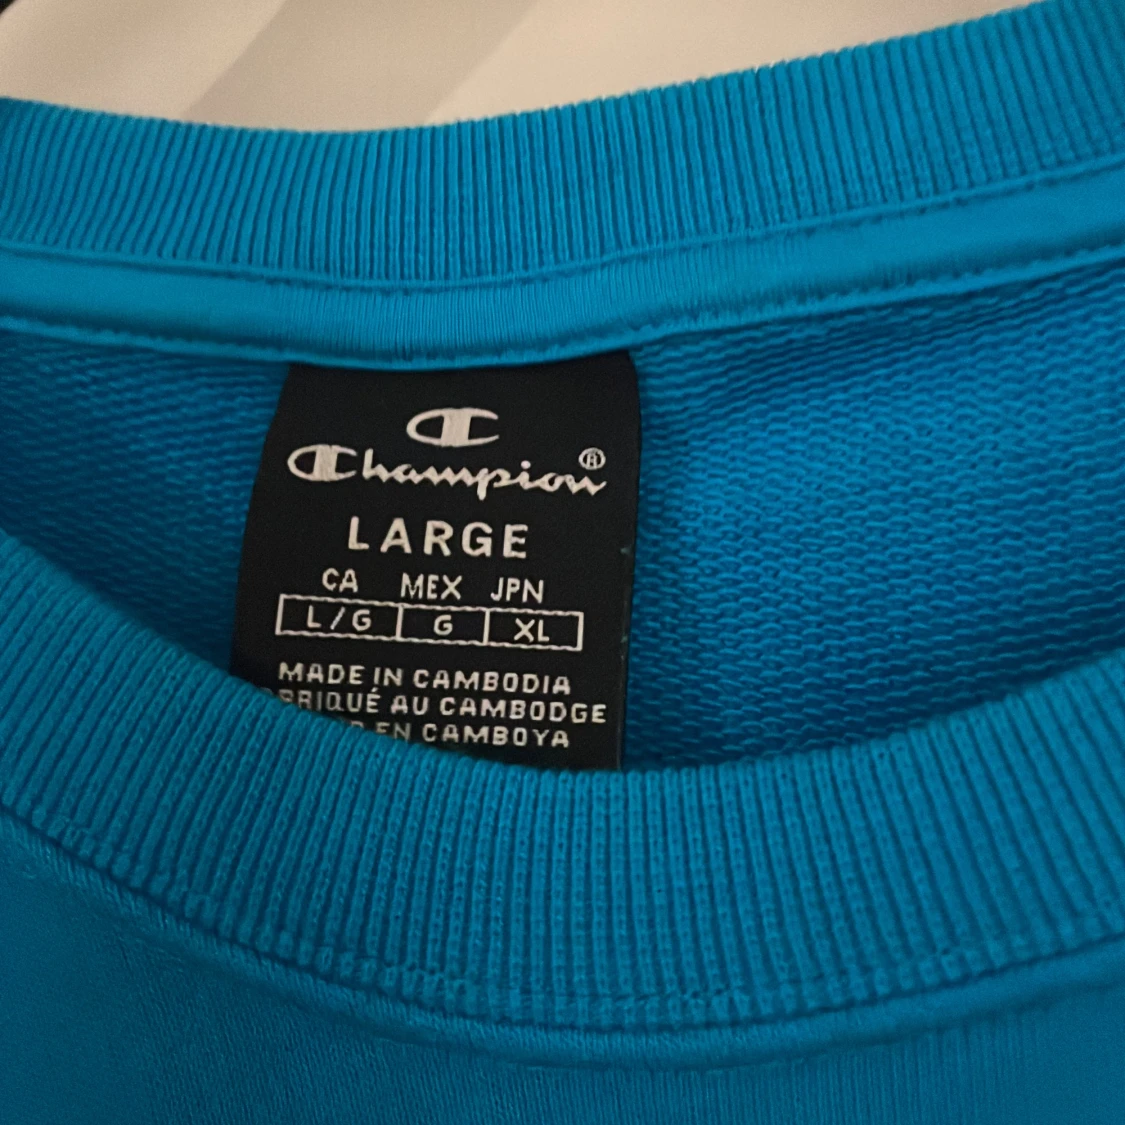 Champion®
LARGE
CA MEX JPN
L/G G XL
MADE IN CAMBODIA
AU CAMBODGE
EN CAMBOYA